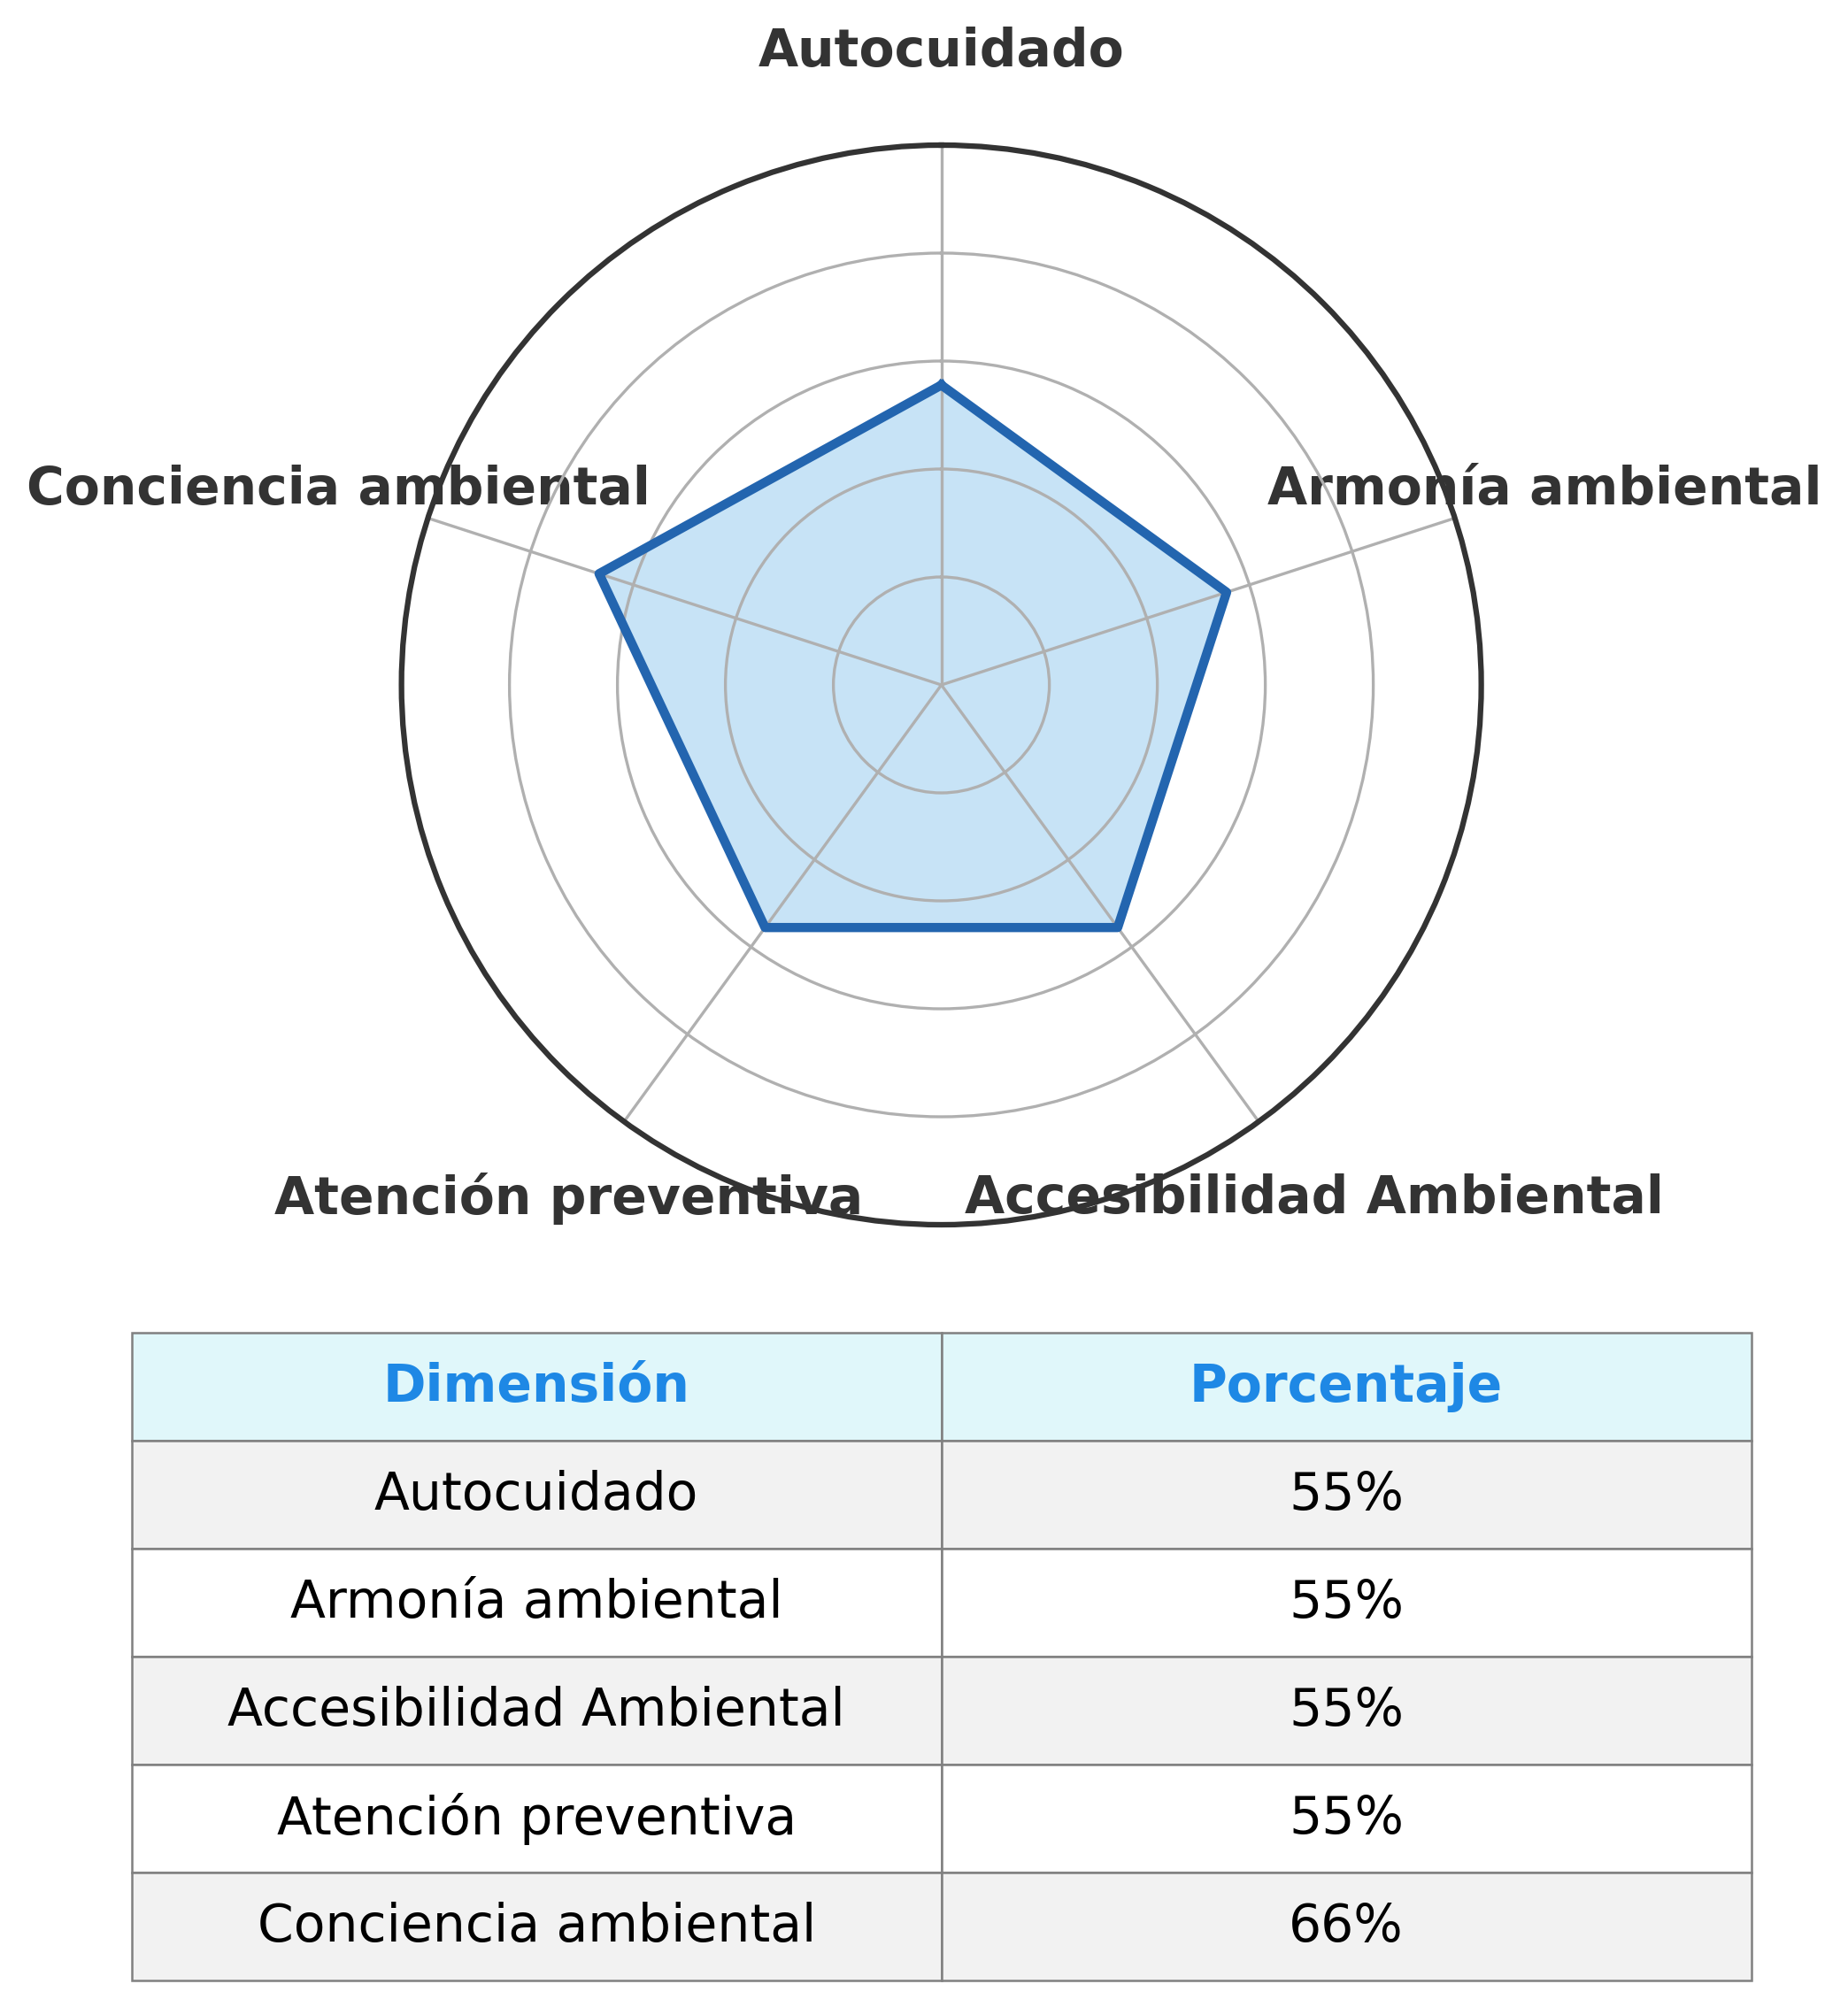 Autocuidado
Conciencia ambiental
Armonía ambiental
Atención preventiva
Accesibilidad Ambiental
Dimensión Porcentaje
Autocuidado 55%
Armonía ambiental 55%
Accesibilidad Ambiental 55%
Atención preventiva 55%
Conciencia ambiental 66%